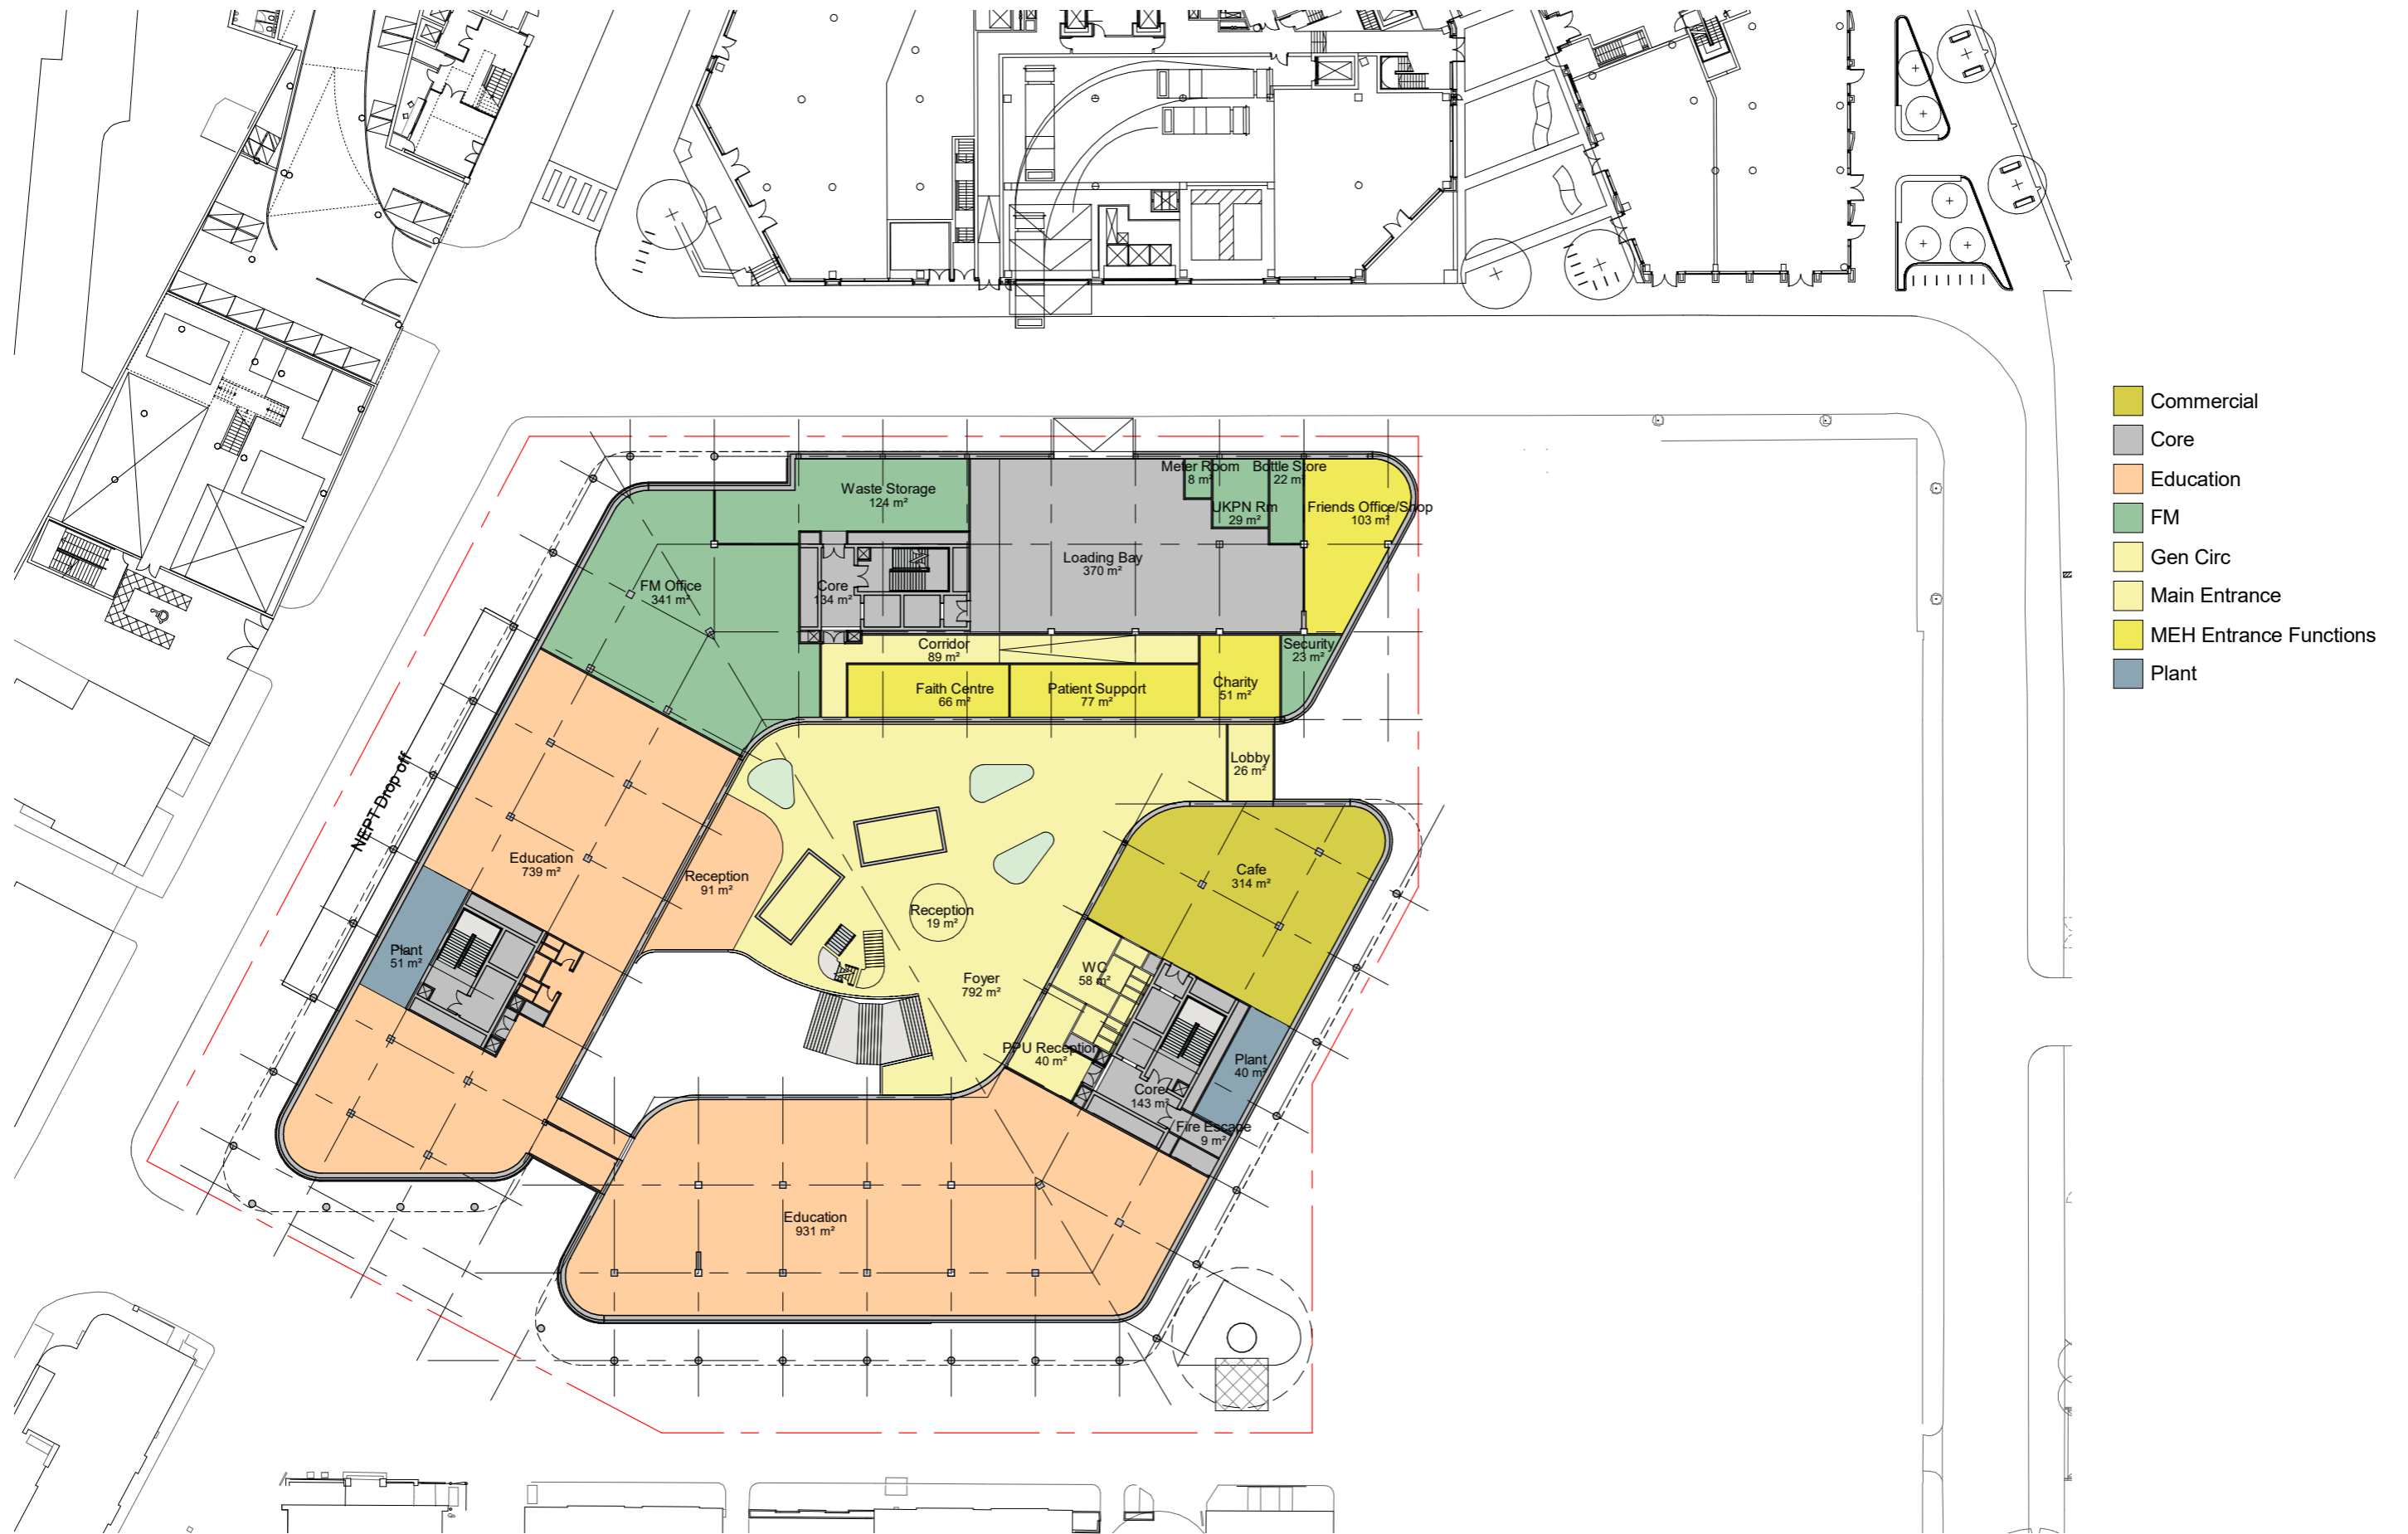 Commercial
Core
Education
FM
Gen Circ
Main Entrance
MEH Entrance Functions
Plant
Waste Storage
124 m²
Meter Room
8 m²
Bottle Store
22 m²
UKPN Rm
29 m²
Friends Office/Shop
103 m²
Loading Bay
370 m²
FM Office
341 m²
Core
134 m²
Corridor
89 m²
Security
23 m²
Faith Centre
66 m²
Patient Support
77 m²
Charity
51 m²
Lobby
26 m²
NEPT Drop off
Education
739 m²
Reception
91 m²
Cafe
314 m²
Reception
19 m²
Plant
51 m²
Foyer
792 m²
WC
58 m²
PPU Reception
40 m²
Plant
40 m²
Core
143 m²
Fire Escape
9 m²
Education
931 m²